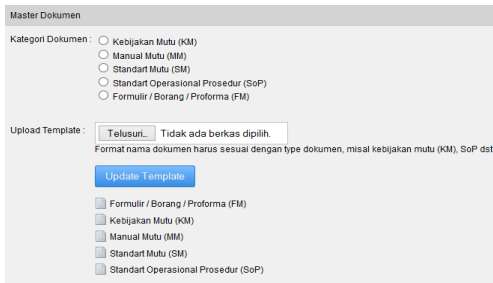 Master Dokumen
Kategori Dokumen : Kebijakan Mutu (KM)
Manual Mutu (MM)
Standart Mutu (SM)
Standart Operasional Prosedur (SoP)
Formulir / Borang / Proforma (FM)
Upload Template : Telusuri... Tidak ada berkas dipilih.
Format nama dokumen harus sesuai dengan type dokumen, misal kebijakan mutu (KM), SoP dst
Update Template
Formulir / Borang / Proforma (FM)
Kebijakan Mutu (KM)
Manual Mutu (MM)
Standart Mutu (SM)
Standart Operasional Prosedur (SoP)